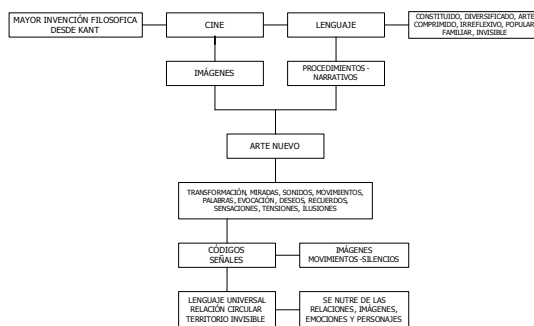 MAYOR INVENCIÓN FILOSOFICA
DESDE KANT
CINE
LENGUAJE
CONSTITUIDO, DIVERSIFICADO, ARTE
COMPRIMIDO, IRREFLEXIVO, POPULAR
FAMILIAR, INVISIBLE
IMÁGENES
PROCEDIMIENTOS -
NARRATIVOS
ARTE NUEVO
TRANSFORMACIÓN, MIRADAS, SONIDOS, MOVIMIENTOS,
PALABRAS, EVOCACIÓN, DESEOS, RECUERDOS,
SENSACIONES, TENSIONES, ILUSIONES
CÓDIGOS
SEÑALES
IMÁGENES
MOVIMIENTOS -SILENCIOS
LENGUAJE UNIVERSAL
RELACIÓN CIRCULAR
TERRITORIO INVISIBLE
SE NUTRE DE LAS
RELACIONES, IMÁGENES,
EMOCIONES Y PERSONAJES